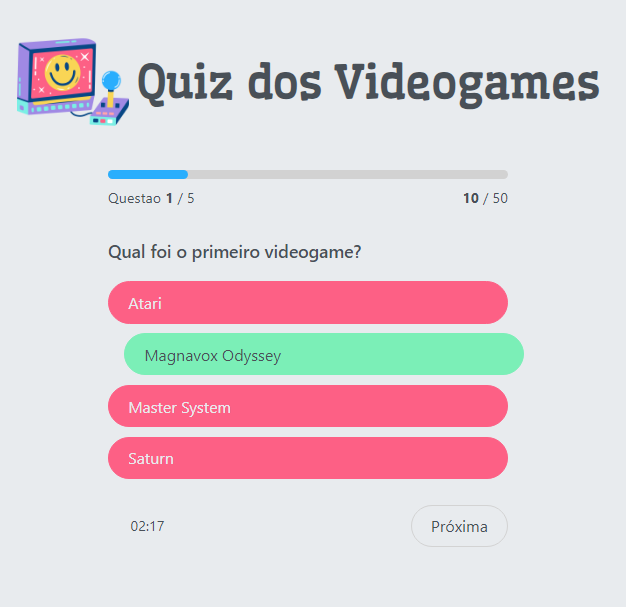 Quiz dos Videogames
Questao 1 / 5
10 / 50
Qual foi o primeiro videogame?
Atari
Magnavox Odyssey
Master System
Saturn
02:17
Próxima